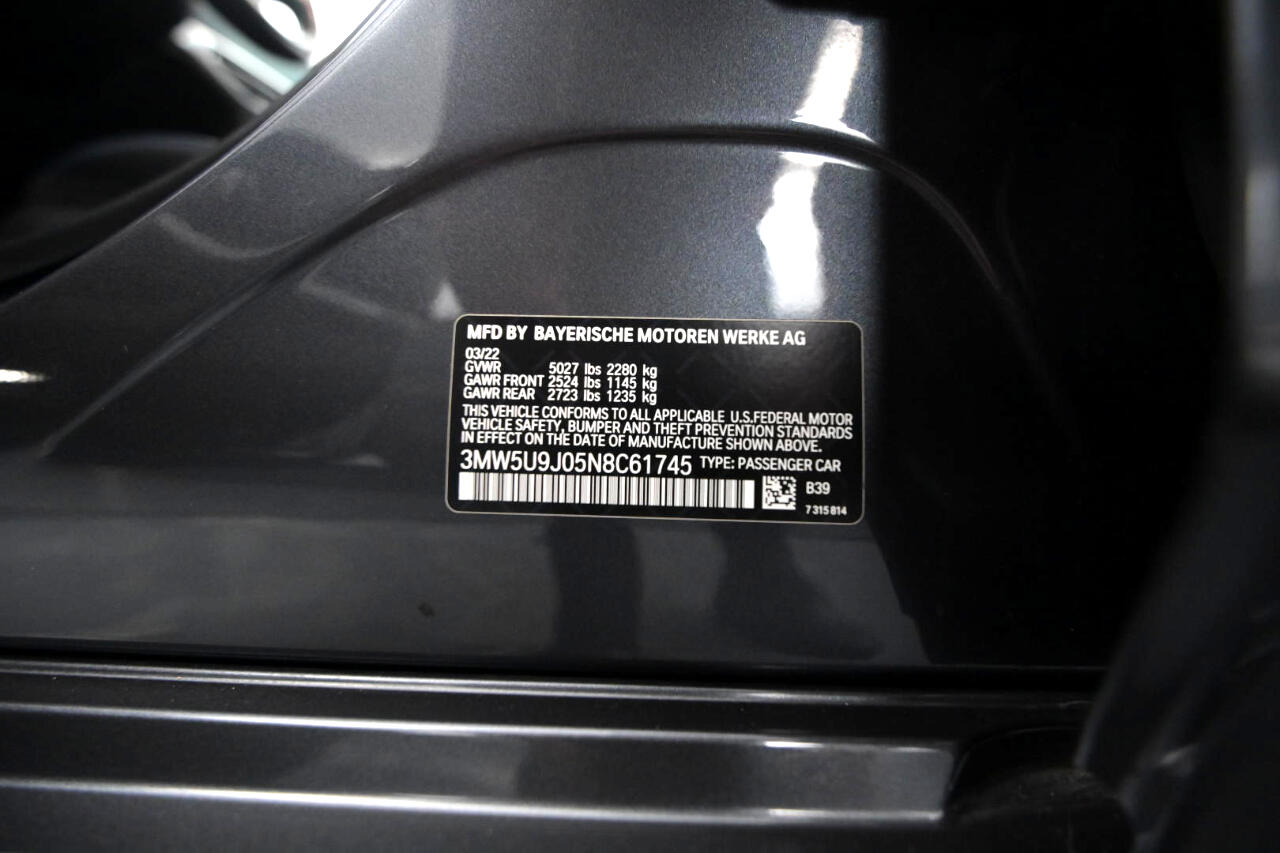 MFD BY BAYERISCHE MOTOREN WERKE AG
03/22
GVWR 5027 lbs 2280 kg
GAWR FRONT 2524 lbs 1145 kg
GAWR REAR 2723 lbs 1235 kg
THIS VEHICLE CONFORMS TO ALL APPLICABLE U.S.FEDERAL MOTOR
VEHICLE SAFETY, BUMPER AND THEFT PREVENTION STANDARDS
IN EFFECT ON THE DATE OF MANUFACTURE SHOWN ABOVE.
3MW5U9J05N8C61745 TYPE: PASSENGER CAR
B39
7 315 814